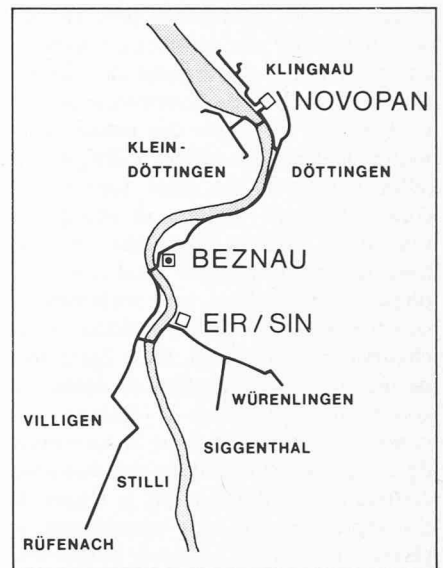 KLINGNAU
NOVOPAN
KLEIN-
DÖTTINGEN
DÖTTINGEN
BEZNAU
EIR / SIN
WÜRENLINGEN
VILLIGEN
SIGGENTHAL
STILLI
RÜFENACH